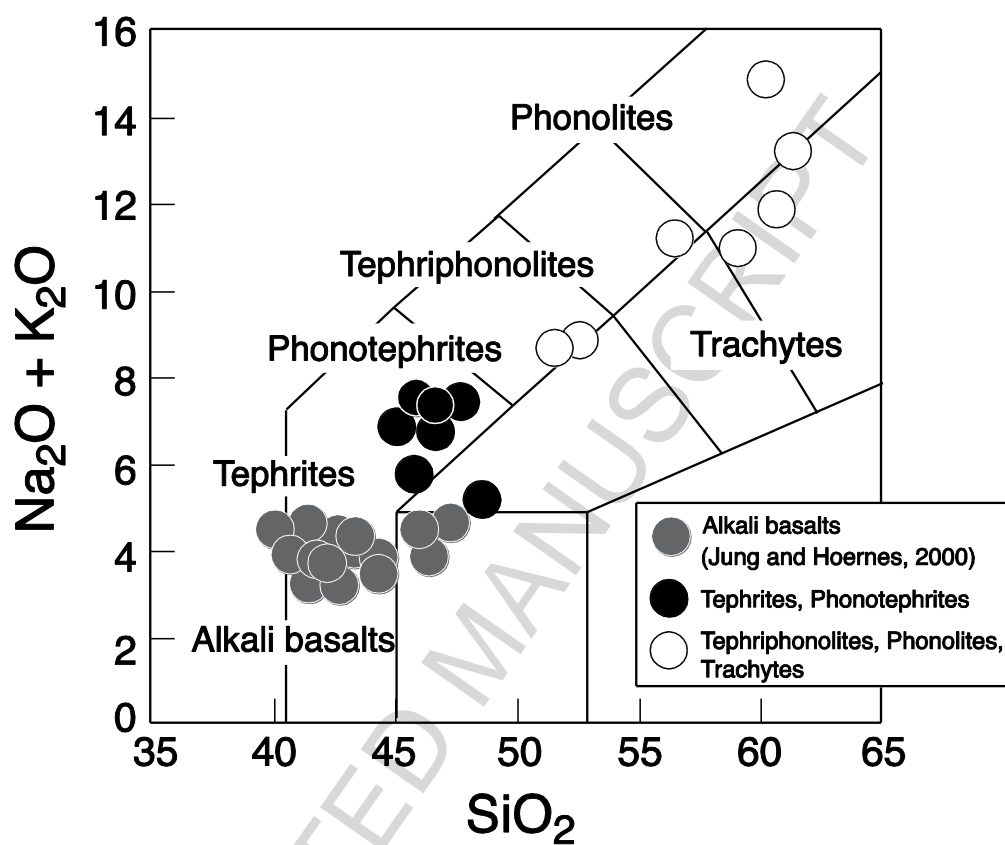 16
14
12
10
8
6
4
2
0
Na2O + K2O
Phonolites
Tephriphonolites
Phonotephrites
Trachytes
Tephrites
Alkali basalts
Alkali basalts
(Jung and Hoernes, 2000)
Tephrites, Phonotephrites
Tephriphonolites, Phonolites,
Trachytes
35 40 45 50 55 60 65
SiO2
TED MANUSCRIPT